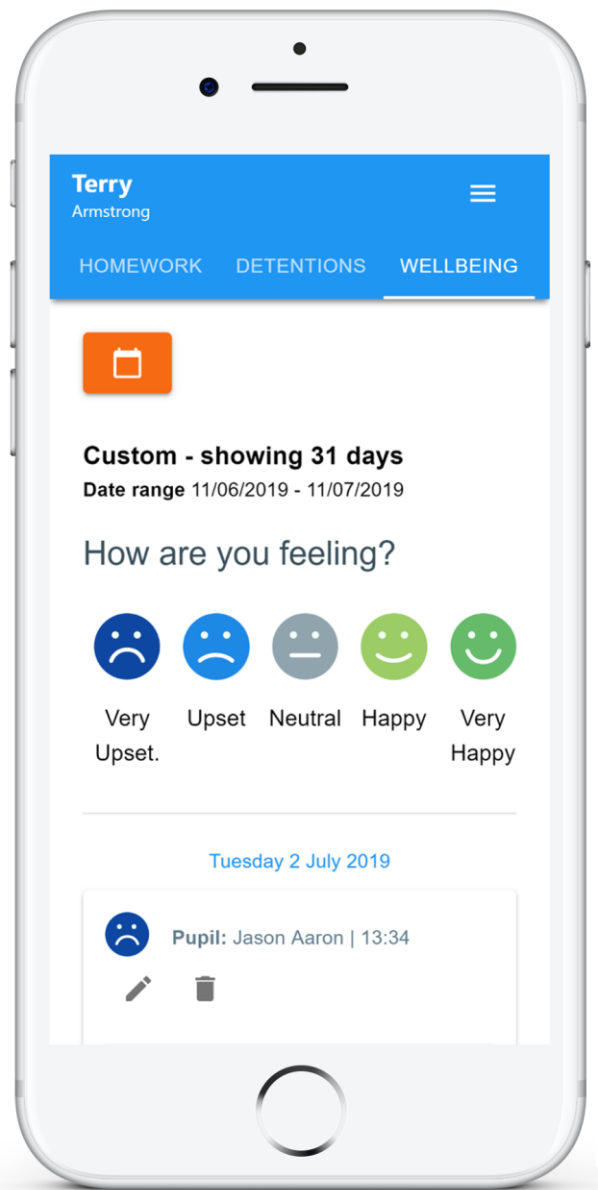 Terry
Armstrong
HOMEWORK DETENTIONS WELLBEING
Custom - showing 31 days
Date range 11/06/2019 - 11/07/2019
How are you feeling?
Very Upset Neutral Happy Very
Upset. Happy
Tuesday 2 July 2019
Pupil: Jason Aaron | 13:34